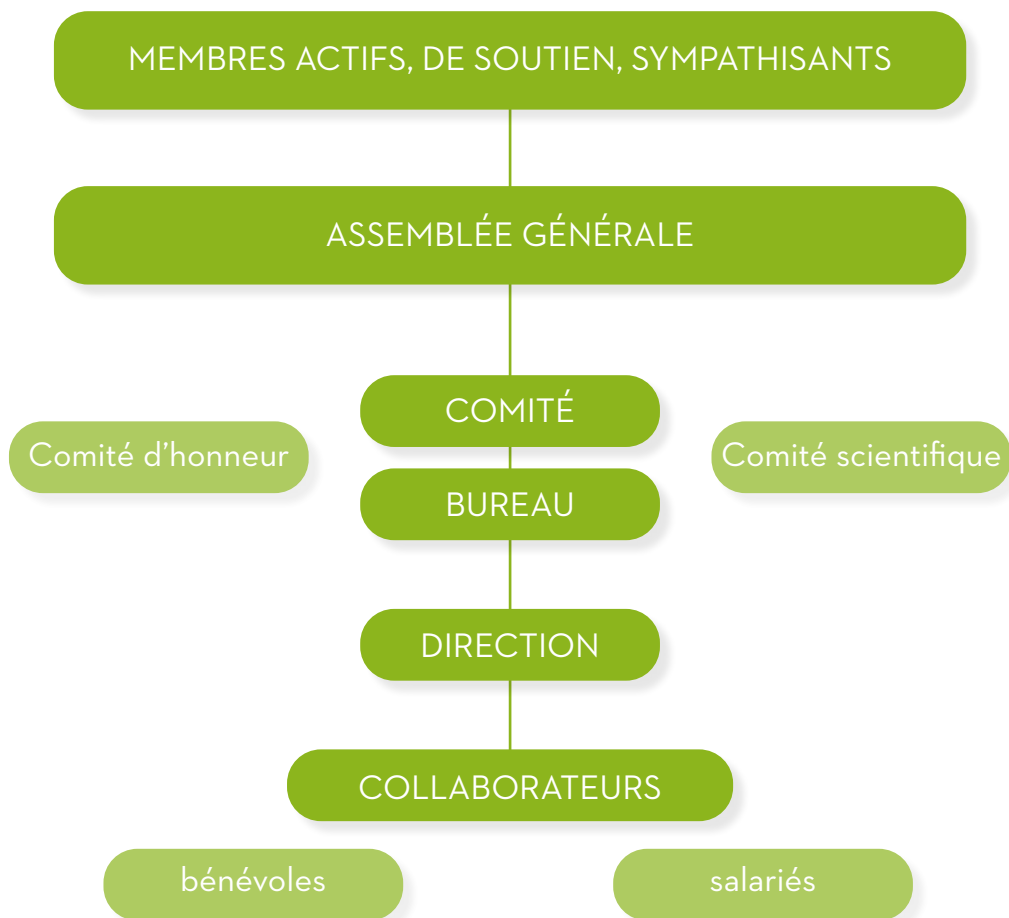 MEMBRES ACTIFS, DE SOUTIEN, SYMPATHISANTS
ASSEMBLÉE GÉNÉRALE
COMITÉ
Comité d’honneur
Comité scientifique
BUREAU
DIRECTION
COLLABORATEURS
bénévoles
salariés